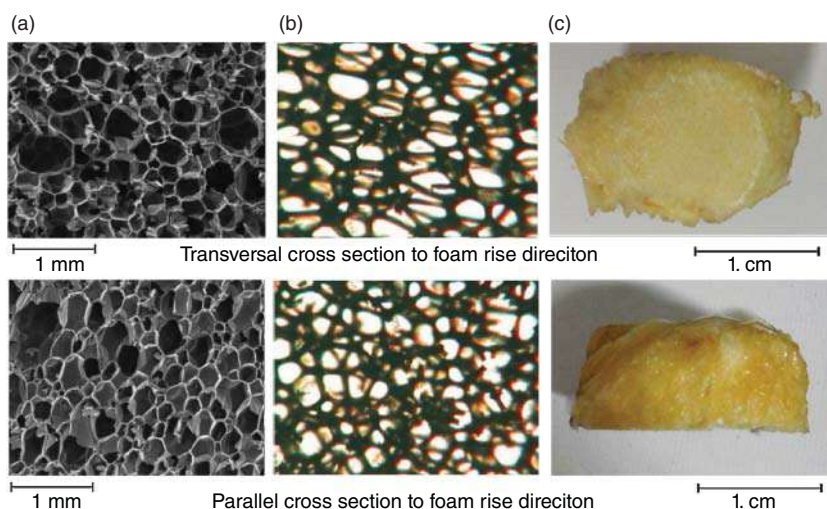 (a) (b) (c)
1 mm Transversal cross section to foam rise direciton 1. cm
1 mm Parallel cross section to foam rise direciton 1. cm